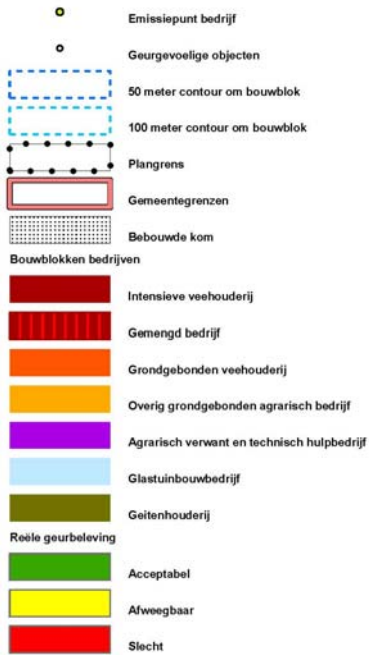 Emissiepunt bedrijf
Geurgevoelige objecten
50 meter contour om bouwblok
100 meter contour om bouwblok
Plangrens
Gemeentegrenzen
Bebouwde kom
Bouwblokken bedrijven
Intensieve veehouderij
Gemengd bedrijf
Grondgebonden veehouderij
Overig grondgebonden agrarisch bedrijf
Agrarisch verwant en technisch hulpbedrijf
Glastuinbouwbedrijf
Geitenhouderij
Reële geurbeleving
Acceptabel
Afweegbaar
Slecht